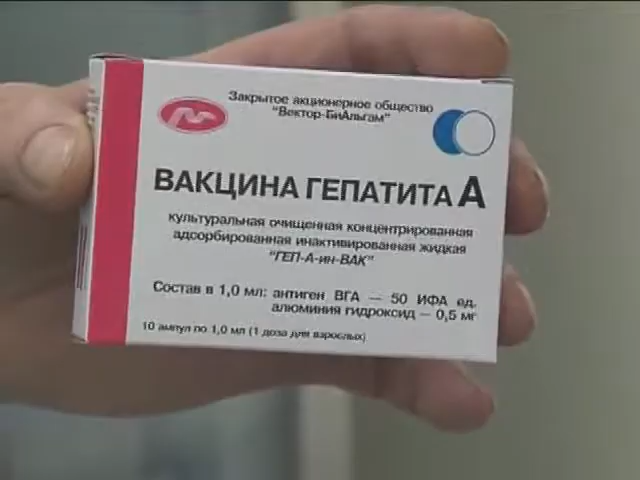 Закрытое акционерное общество
"Вектор-БиАльгам"
ВАКЦИНА ГЕПАТИТА А
культуральная очищенная концентрированная
адсорбированная инактивированная жидкая
"ГЕП-А-ин-ВАК"
Состав в 1,0 мл: антиген ВГА — 50 ИФА ед.
алюминия гидроксид — 0,5 мг
10 ампул по 1,0 мл (1 доза для взрослых)